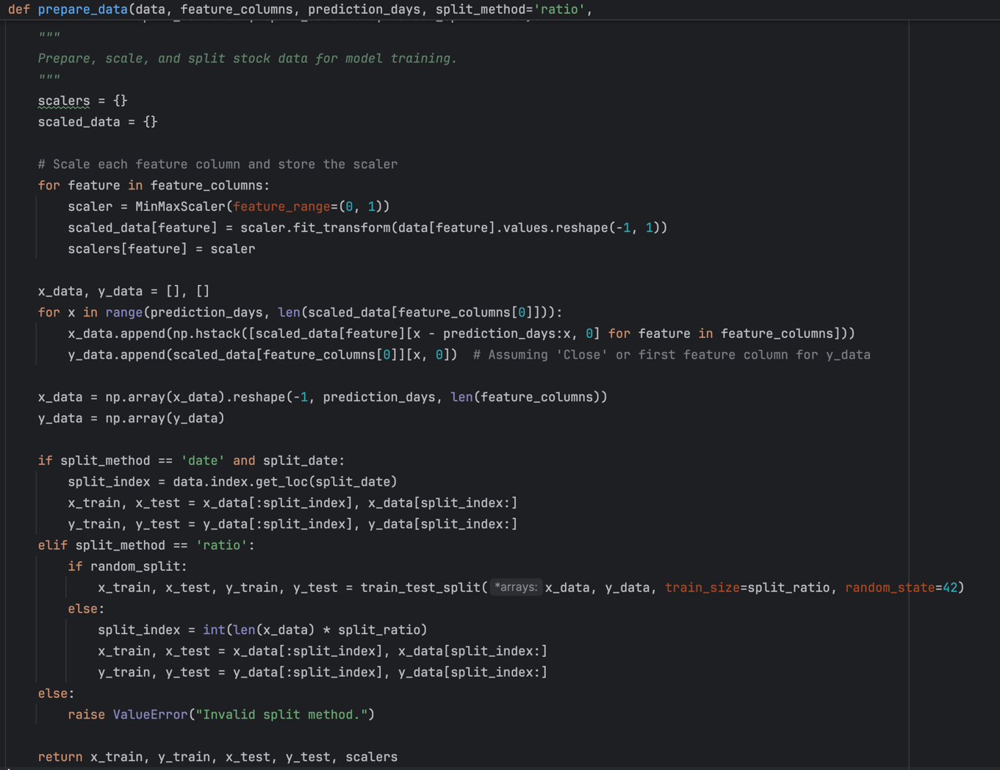 def prepare_data(data, feature_columns, prediction_days, split_method='ratio',
"""
Prepare, scale, and split stock data for model training.
"""
scalers = {}
scaled_data = {}
# Scale each feature column and store the scaler
for feature in feature_columns:
scaler = MinMaxScaler(feature_range=(0, 1))
scaled_data[feature] = scaler.fit_transform(data[feature].values.reshape(-1, 1))
scalers[feature] = scaler
x_data, y_data = [], []
for x in range(prediction_days, len(scaled_data[feature_columns[0]])):
x_data.append(np.hstack([scaled_data[feature][x - prediction_days:x, 0] for feature in feature_columns]))
y_data.append(scaled_data[feature_columns[0]][x, 0])  # Assuming 'Close' or first feature column for y_data
x_data = np.array(x_data).reshape(-1, prediction_days, len(feature_columns))
y_data = np.array(y_data)
if split_method == 'date' and split_date:
split_index = data.index.get_loc(split_date)
x_train, x_test = x_data[:split_index], x_data[split_index:]
y_train, y_test = y_data[:split_index], y_data[split_index:]
elif split_method == 'ratio':
if random_split:
x_train, x_test, y_train, y_test = train_test_split( *arrays: x_data, y_data, train_size=split_ratio, random_state=42)
else:
split_index = int(len(x_data) * split_ratio)
x_train, x_test = x_data[:split_index], x_data[split_index:]
y_train, y_test = y_data[:split_index], y_data[split_index:]
else:
raise ValueError("Invalid split method.")
return x_train, y_train, x_test, y_test, scalers